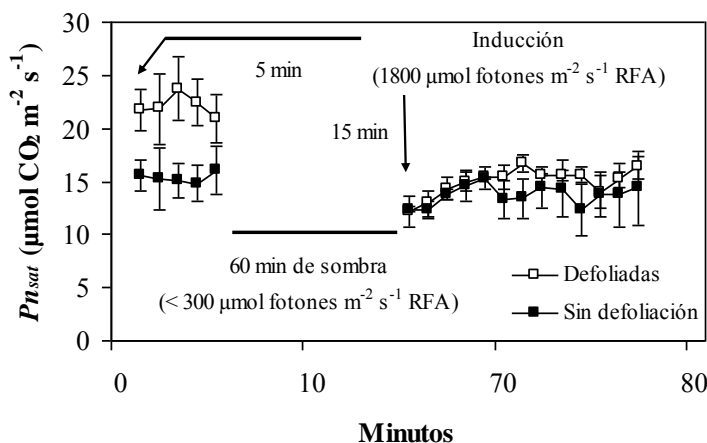 30
25
20
15
10
5
0
Pn_sat (μmol CO₂ m⁻² s⁻¹)
5 min
Inducción
(1800 μmol fotones m⁻² s⁻¹ RFA)
15 min
60 min de sombra
(< 300 μmol fotones m⁻² s⁻¹ RFA)
Defoliadas
Sin defoliación
0 10 70 80
Minutos